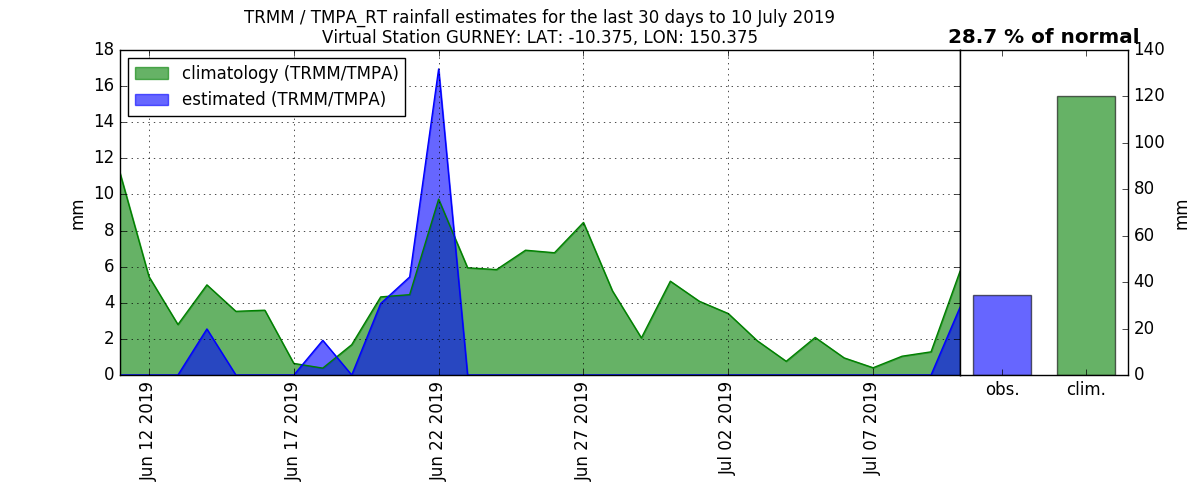 TRMM / TMPA_RT rainfall estimates for the last 30 days to 10 July 2019
Virtual Station GURNEY: LAT: -10.375, LON: 150.375
28.7 % of normal
climatology (TRMM/TMPA)
estimated (TRMM/TMPA)
18
16
14
12
10
8
6
4
2
0
mm
Jun 12 2019
Jun 17 2019
Jun 22 2019
Jun 27 2019
Jul 02 2019
Jul 07 2019
obs.
clim.
140
120
100
80
60
40
20
0
mm